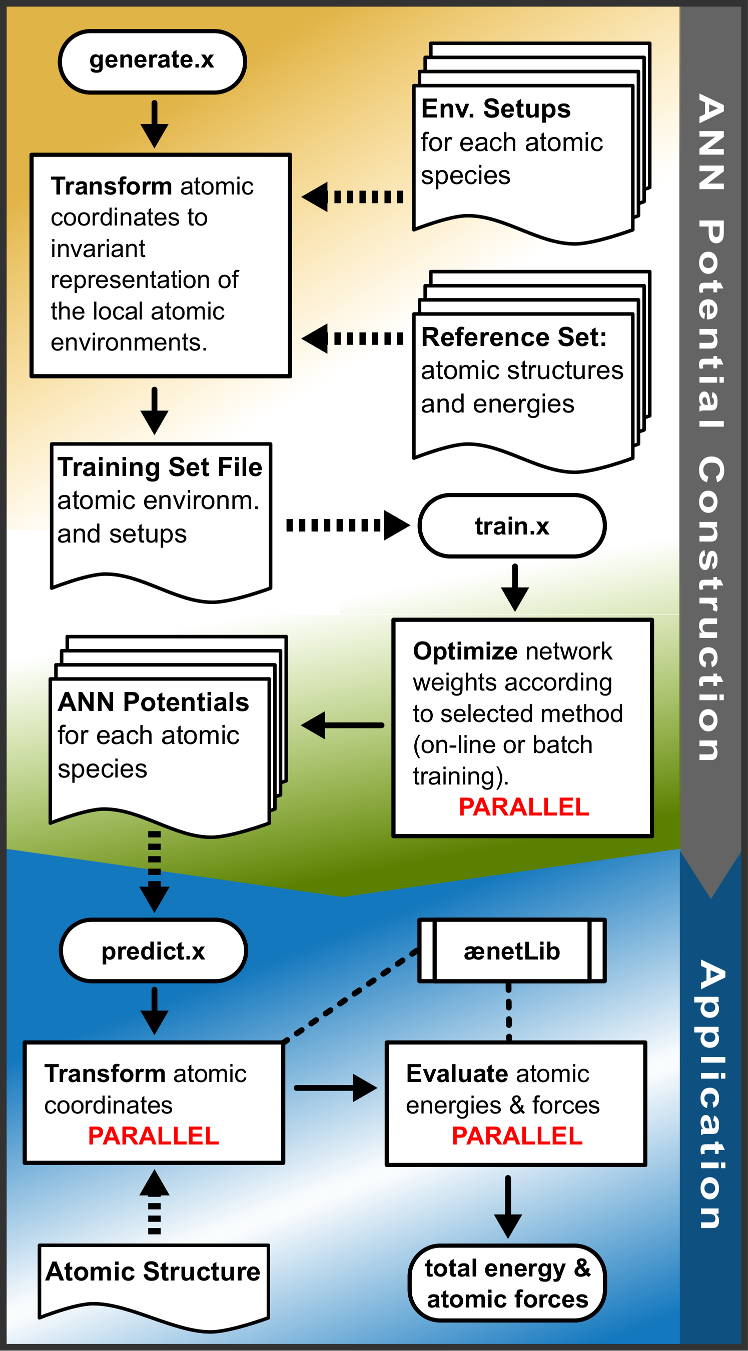 generate.x
Env. Setups
for each atomic
species
Transform atomic
coordinates to
invariant
representation of
the local atomic
environments.
Reference Set:
atomic structures
and energies
Training Set File
atomic environm.
and setups
train.x
Optimize network
weights according
to selected method
(on-line or batch
training).
PARALLEL
ANN Potentials
for each atomic
species
ANN Potential Construction
predict.x
ænetLib
Transform atomic
coordinates
PARALLEL
Evaluate atomic
energies & forces
PARALLEL
Atomic Structure
total energy &
atomic forces
Application